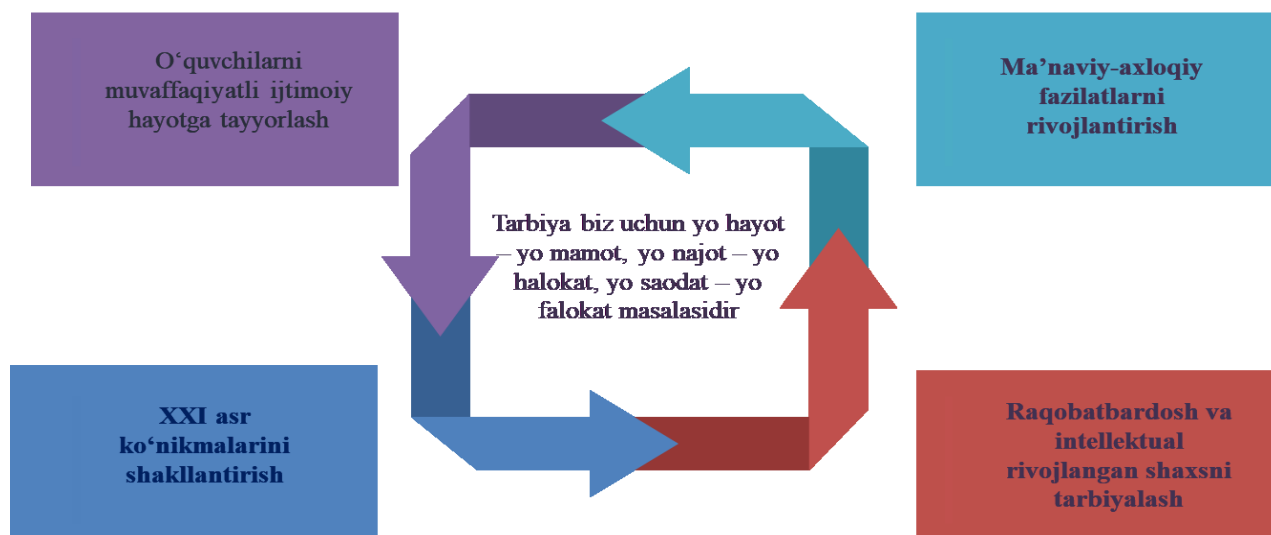 O‘quvchilarni
muvaffaqiyatli ijtimoiy
hayotga tayyorlash
Ma’naviy-axloqiy
fazilatlarni
rivojlantirish
Tarbiya biz uchun yo hayot
– yo mamot, yo najot – yo
halokat, yo saodat – yo
falokat masalasidir
XXI asr
ko‘nikmalarini
shakllantirish
Raqobatbardosh va
intellektual
rivojlangan shaxsni
tarbiyalash